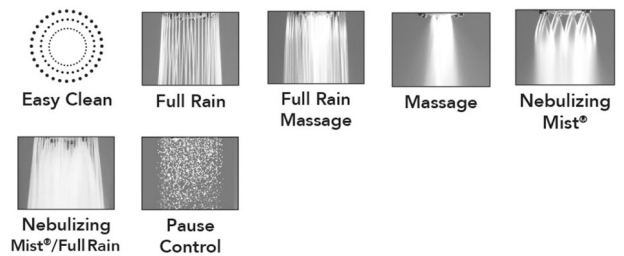 Easy Clean
Full Rain
Full Rain
Massage
Massage
Nebulizing
Mist®
Nebulizing
Mist®/Full Rain
Pause
Control